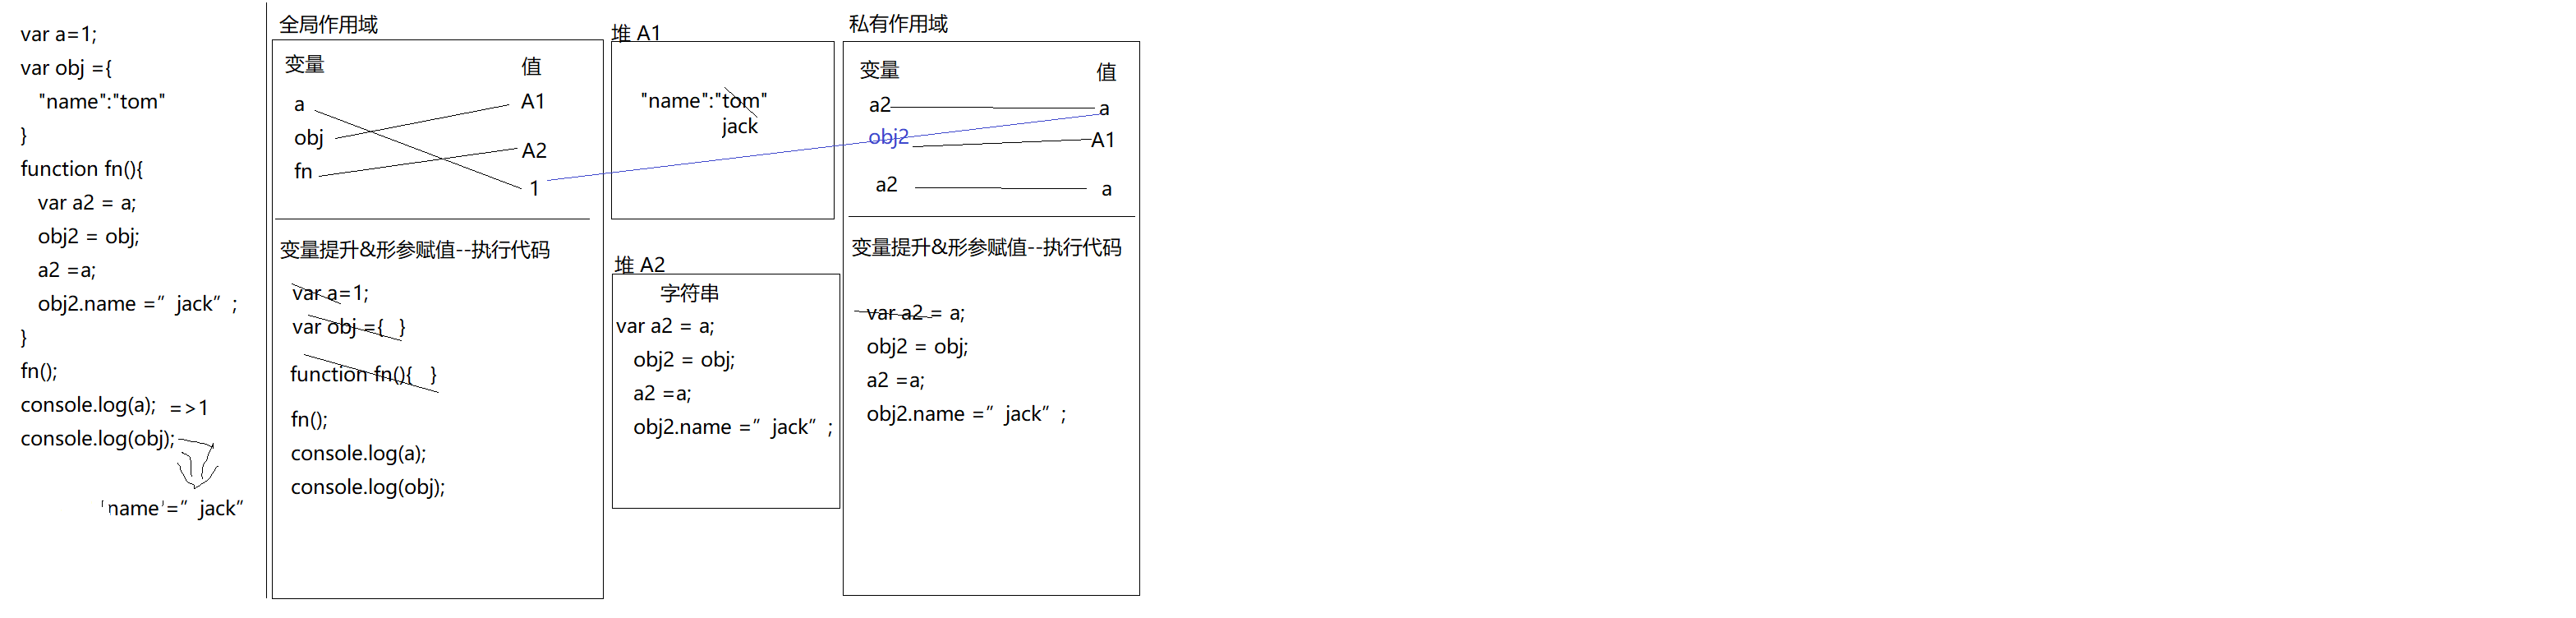 var a=1;
var obj ={
"name":"tom"
}
function fn(){
var a2 = a;
obj2 = obj;
a2 =a;
obj2.name =”jack”;
}
fn();
console.log(a); =>1
console.log(obj);
'name'=”jack”
全局作用域
变量 值
a A1
obj A2
fn 1
变量提升&形参赋值--执行代码
var a=1;
var obj ={ }
function fn(){ }
fn();
console.log(a);
console.log(obj);
堆 A1
"name":"tom"
jack
堆 A2
字符串
var a2 = a;
obj2 = obj;
a2 =a;
obj2.name =”jack”;
私有作用域
变量 值
a2 a
obj2 A1
a2 a
变量提升&形参赋值--执行代码
var a2 = a;
obj2 = obj;
a2 =a;
obj2.name =”jack”;